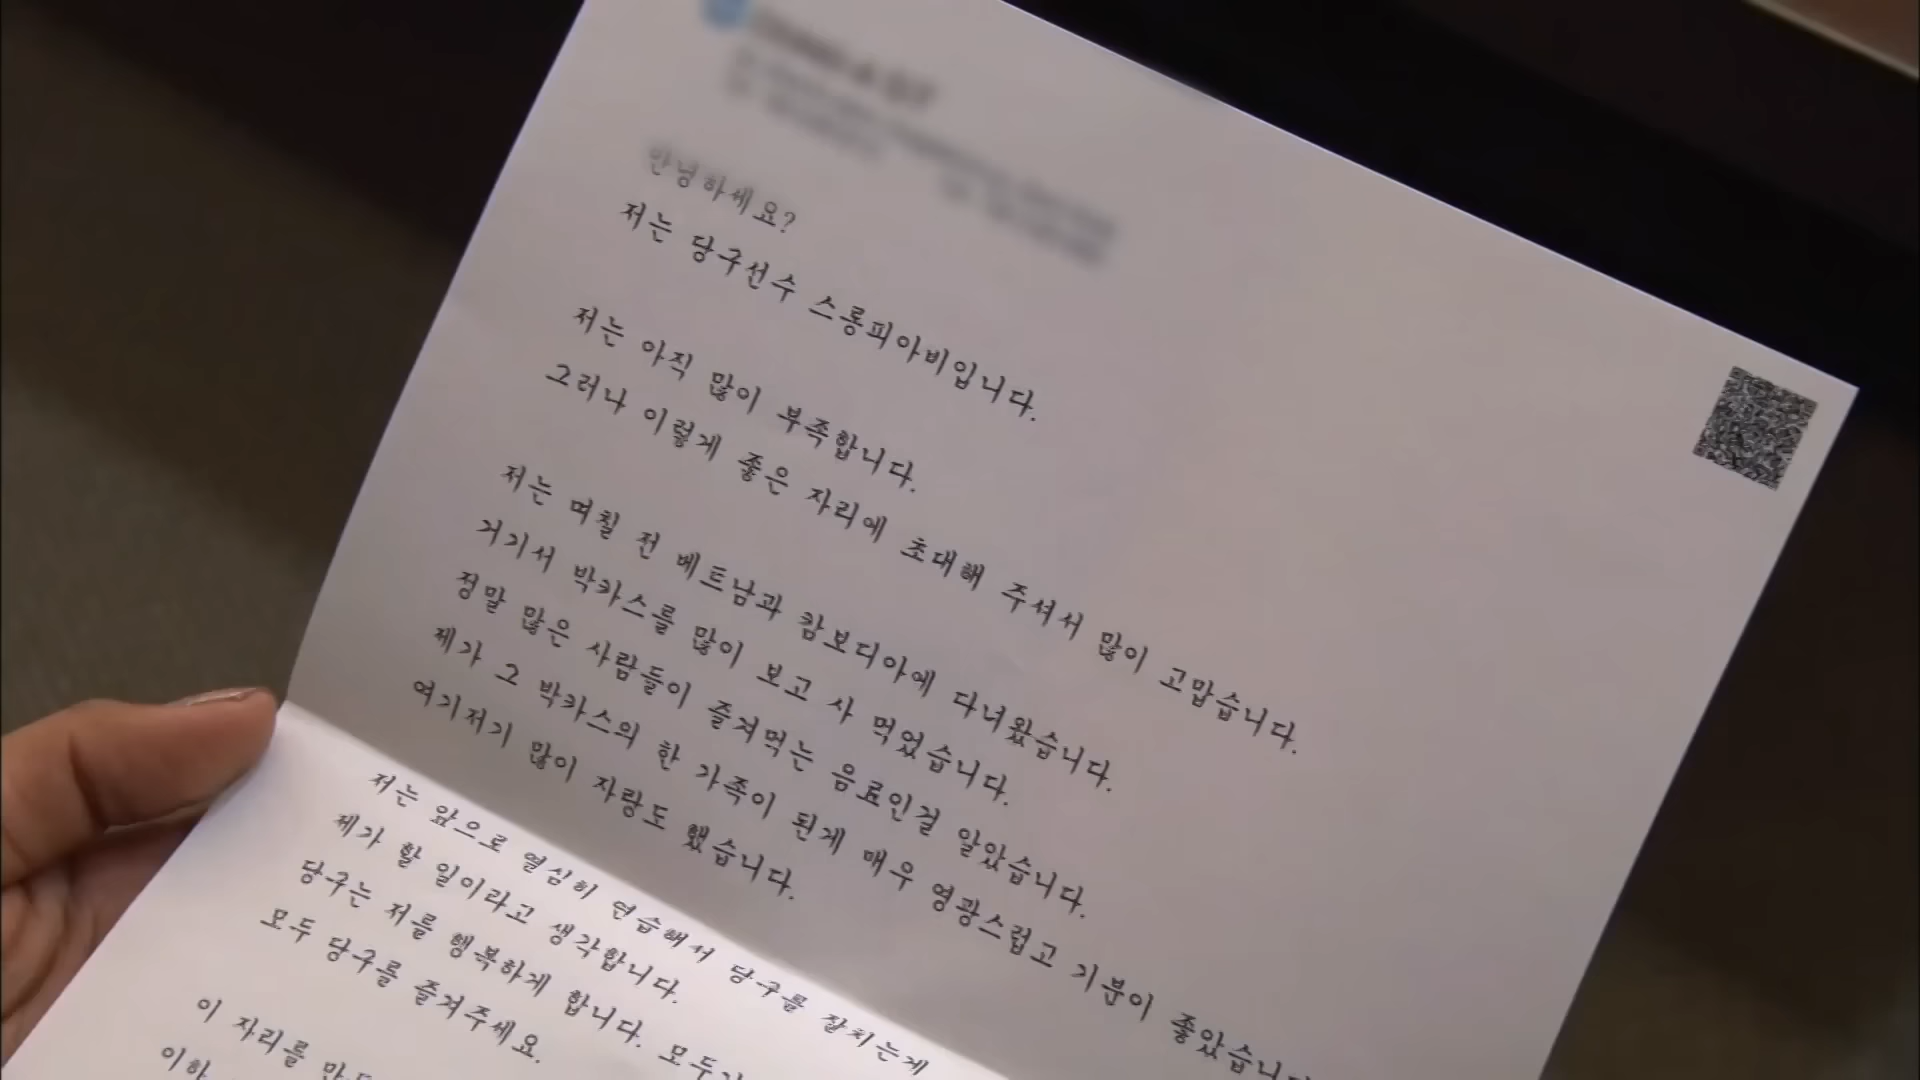 안녕하세요?
저는 당구선수 스롱피아비입니다.
저는 아직 많이 부족합니다.
그러나 이렇게 좋은 자리에 초대해 주셔서 많이 고맙습니다.
저는 며칠 전 베트남과 캄보디아에 다녀왔습니다.
거기서 박카스를 많이 보고 사 먹었습니다.
정말 많은 사람들이 즐겨먹는 음료인걸 알았습니다.
제가 그 박카스의 한 가족이 된게 매우 영광스럽고 기분이 좋았습니
여기저기 많이 자랑도 했습니다.
저는 앞으로 열심히 연습해서 당구를 잘치는게
제가 할 일이라고 생각합니다.
당구는 저를 행복하게 합니다. 모두
모두 당구를 즐겨주세요.
이 자리를